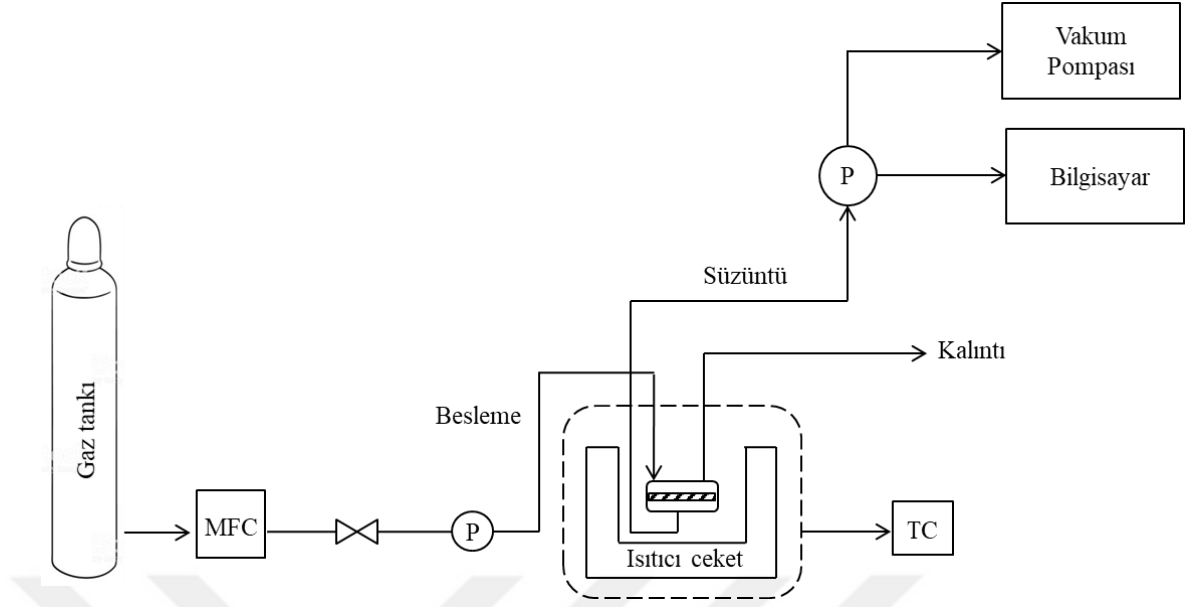 Vakum
Pompası
P
Bilgisayar
Süzüntü
Kalıntı
Besleme
Gaz tankı
MFC
P
TC
Isıtıcı ceket